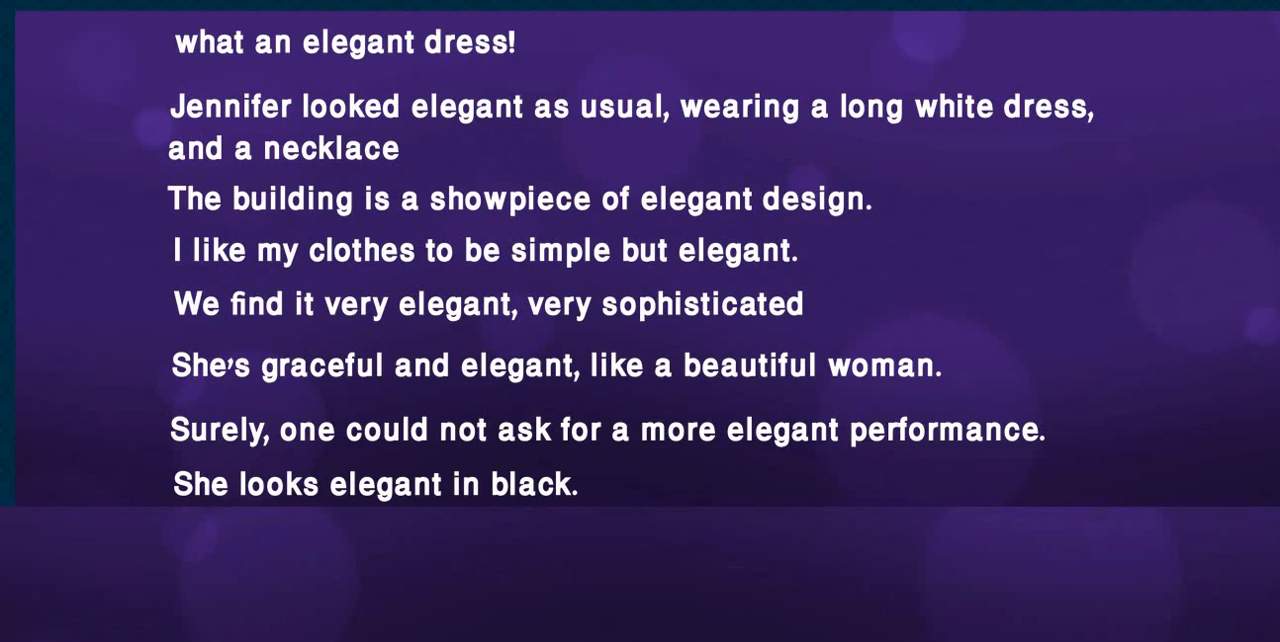 what an elegant dress!
Jennifer looked elegant as usual, wearing a long white dress,
and a necklace
The building is a showpiece of elegant design.
I like my clothes to be simple but elegant.
We find it very elegant, very sophisticated
She's graceful and elegant, like a beautiful woman.
Surely, one could not ask for a more elegant performance.
She looks elegant in black.